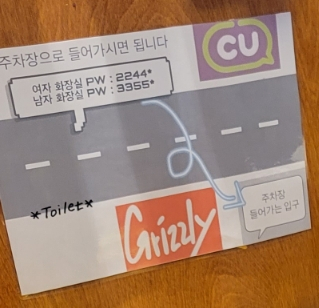 주차장으로 들어가시면 됩니다
CU
여자 화장실 PW : 2244*
남자 화장실 PW : 3355*
*Toilet*
Grizzly
주차장
들어가는 입구